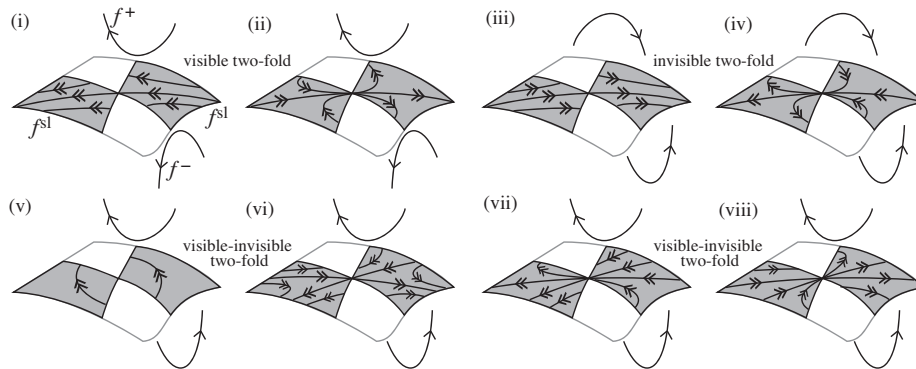 (i)
f⁺
(ii)
(iii)
(iv)
visible two-fold
invisible two-fold
fˢˡ
fˢˡ
f⁻
(v)
(vi)
(vii)
(viii)
visible-invisible
two-fold
visible-invisible
two-fold